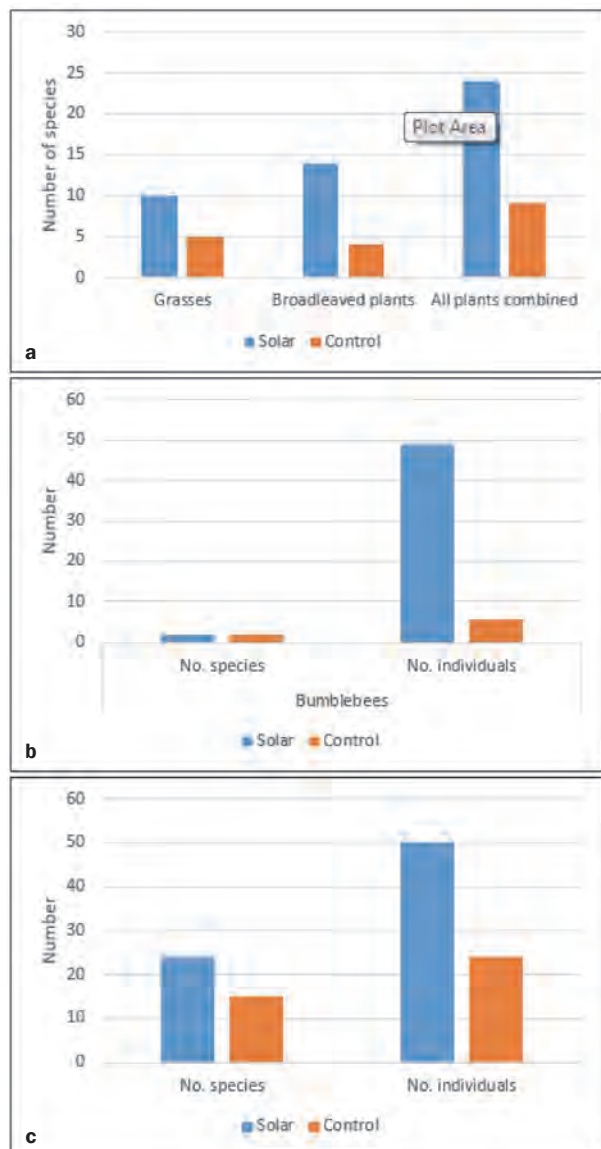 30
25
20
15
10
5
0
Number of species
Plot Area
Grasses Broadleaved plants All plants combined
Solar Control
a
60
50
40
30
20
10
0
Number
No. species No. individuals
Bumblebees
Solar Control
b
60
50
40
30
20
10
0
Number
No. species No. individuals
Solar Control
c